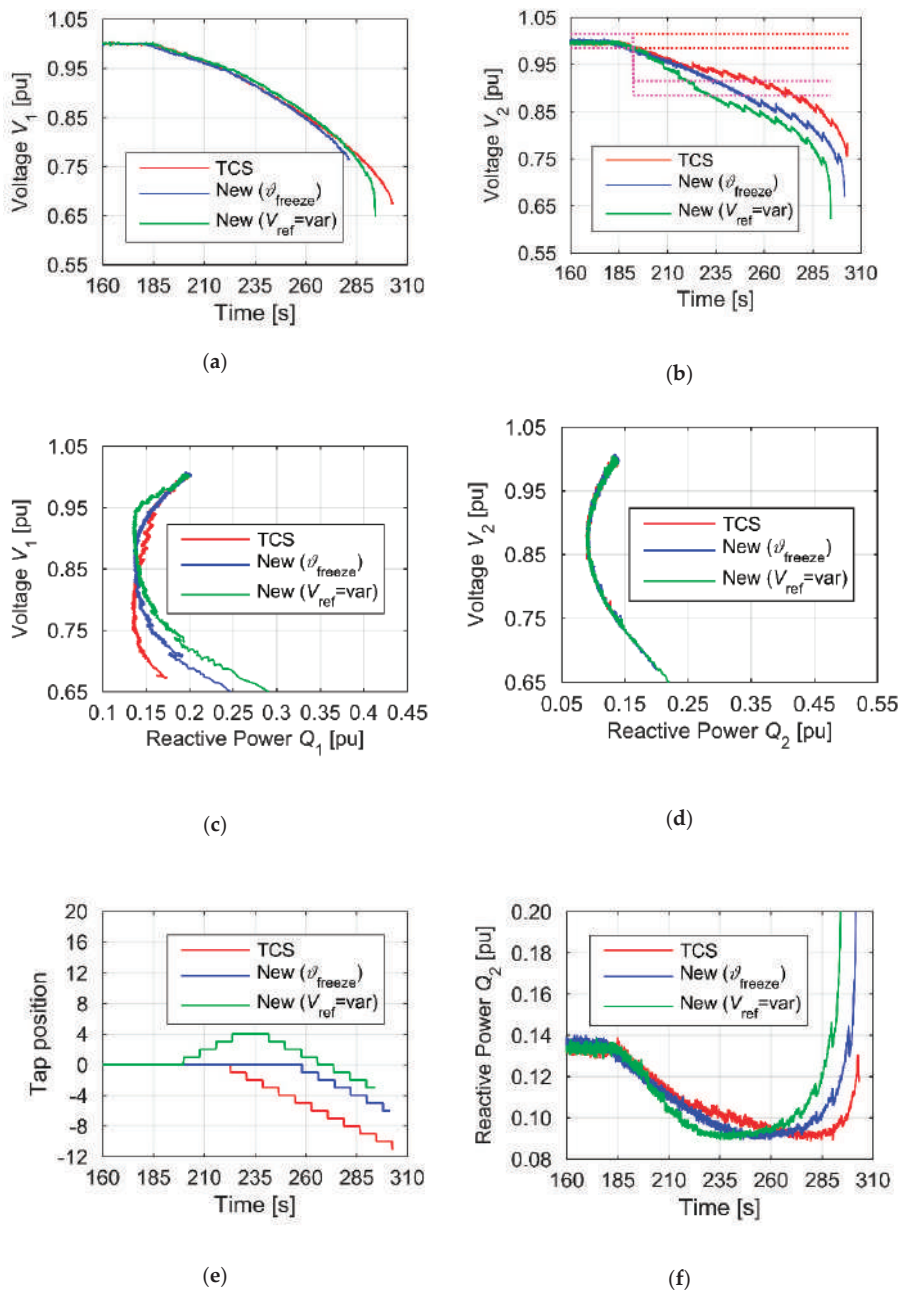 1.05
0.95
0.85
0.75
0.65
0.55
Voltage V1 [pu]
TCS
New (ϑfreeze)
New (Vref=var)
160 185 210 235 260 285 310
Time [s]
(a)
1.05
0.95
0.85
0.75
0.65
0.55
Voltage V2 [pu]
TCS
New (ϑfreeze)
New (Vref=var)
160 185 210 235 260 285 310
Time [s]
(b)
1.05
0.95
0.85
0.75
0.65
Voltage V1 [pu]
TCS
New (ϑfreeze)
New (Vref=var)
0.1 0.15 0.2 0.25 0.3 0.35 0.4 0.45
Reactive Power Q1 [pu]
(c)
1.05
0.95
0.85
0.75
0.65
Voltage V2 [pu]
TCS
New (ϑfreeze)
New (Vref=var)
0.05 0.15 0.25 0.35 0.45 0.55
Reactive Power Q2 [pu]
(d)
20
16
12
8
4
0
-4
-8
-12
Tap position
TCS
New (ϑfreeze)
New (Vref=var)
160 185 210 235 260 285 310
Time [s]
(e)
0.20
0.18
0.16
0.14
0.12
0.10
0.08
Reactive Power Q2 [pu]
TCS
New (ϑfreeze)
New (Vref=var)
160 185 210 235 260 285 310
Time [s]
(f)